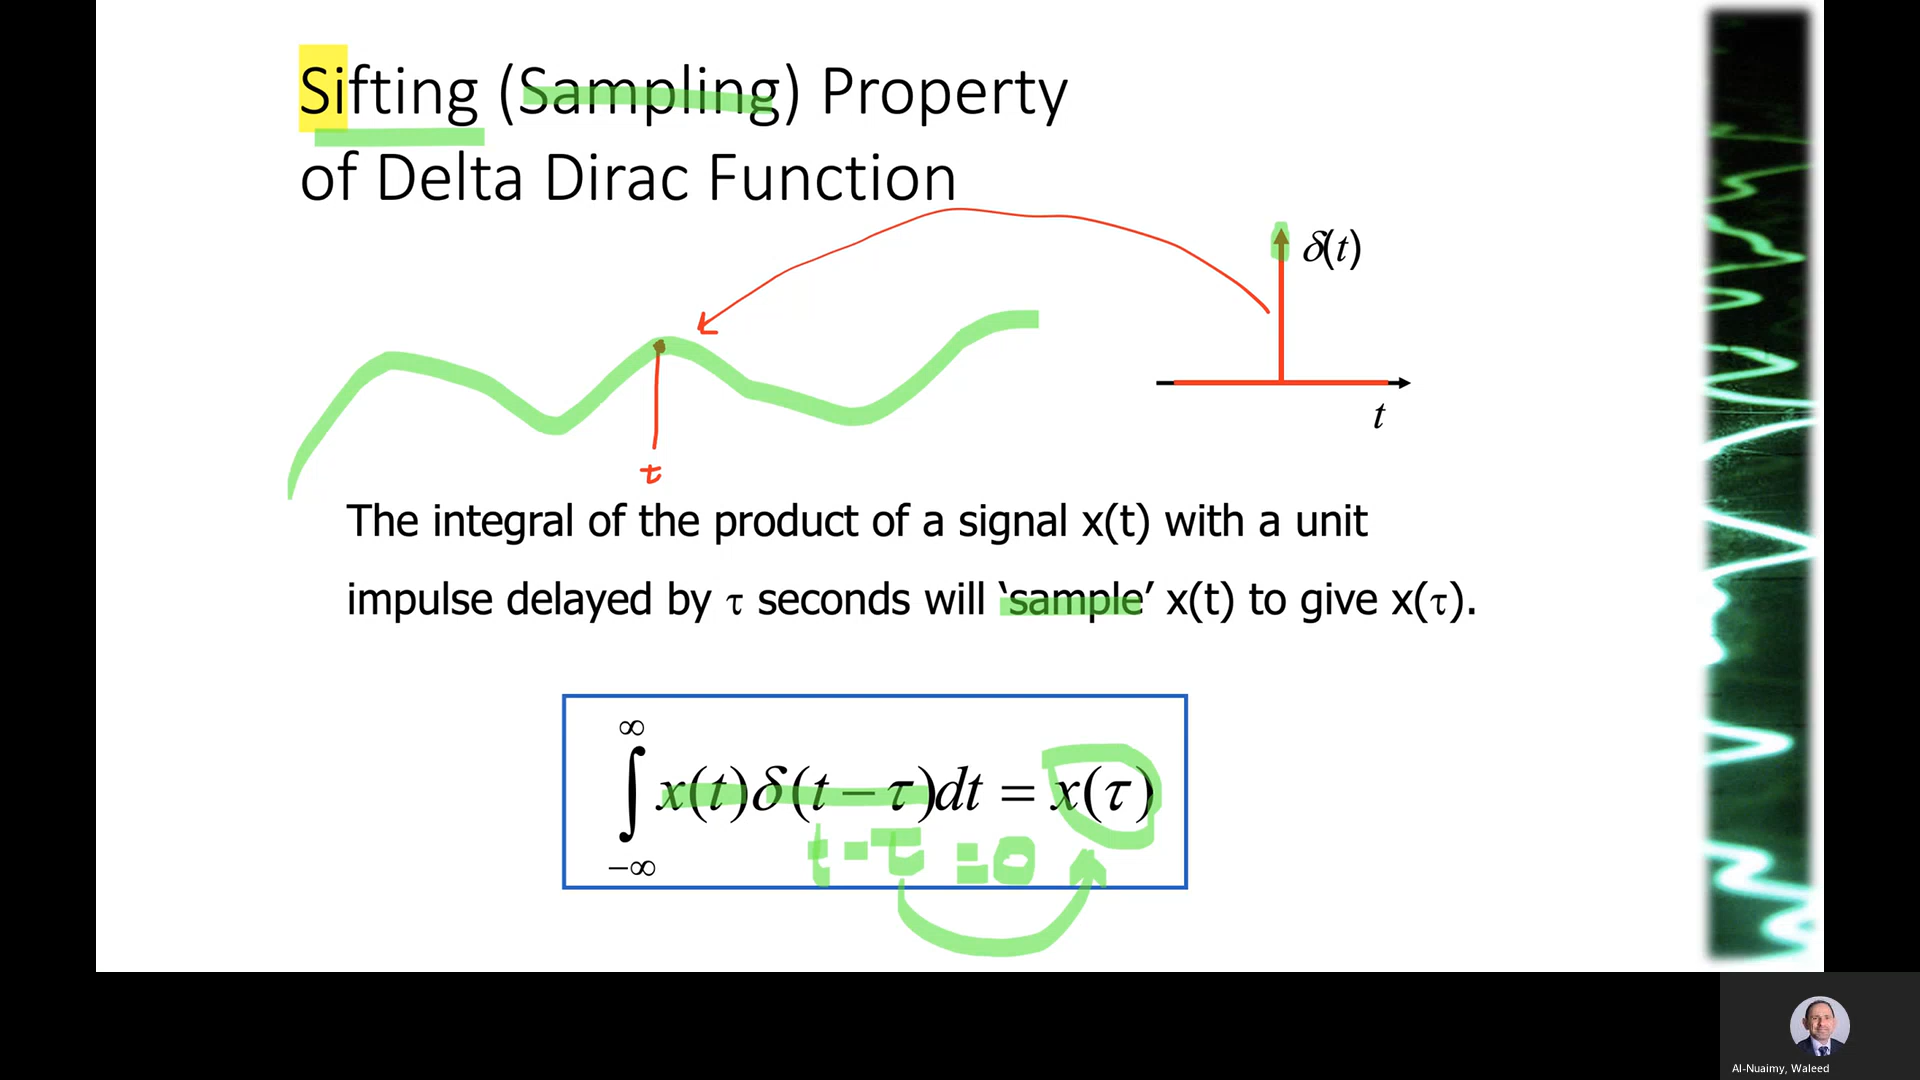 Sifting (Sampling) Property
of Delta Dirac Function
δ(t)
t
τ
The integral of the product of a signal x(t) with a unit
impulse delayed by τ seconds will ‘sample’ x(t) to give x(τ).
∞
∫ x(t)δ(t − τ)dt = x(τ)
−∞
t - τ = 0
Al-Nuaimy, Waleed